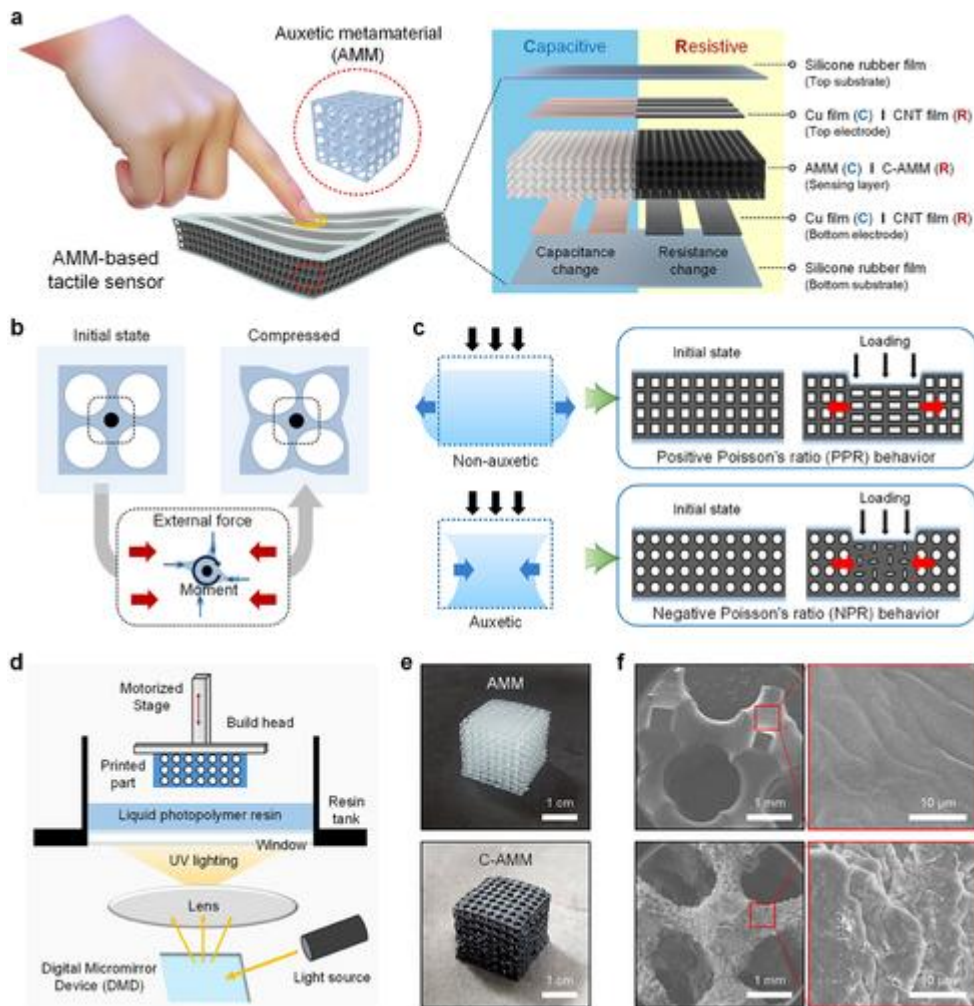 a
Auxetic metamaterial
(AMM)
AMM-based
tactile sensor
Capacitive
Resistive
Capacitance
change
Resistance
change
Silicone rubber film
(Top substrate)
Cu film (C) I CNT film (R)
(Top electrode)
AMM (C) I C-AMM (R)
(Sensing layer)
Cu film (C) I CNT film (R)
(Bottom electrode)
Silicone rubber film
(Bottom substrate)
b
Initial state
Compressed
External force
Moment
c
Non-auxetic
Initial state
Loading
Positive Poisson's ratio (PPR) behavior
Auxetic
Initial state
Loading
Negative Poisson's ratio (NPR) behavior
d
Motorized
Stage
Build head
Printed
part
Liquid photopolymer resin
Resin
tank
Window
UV lighting
Lens
Digital Micromirror
Device (DMD)
Light source
e
AMM
1 cm
C-AMM
1 cm
f
1 mm
10 μm
1 mm
10 μm